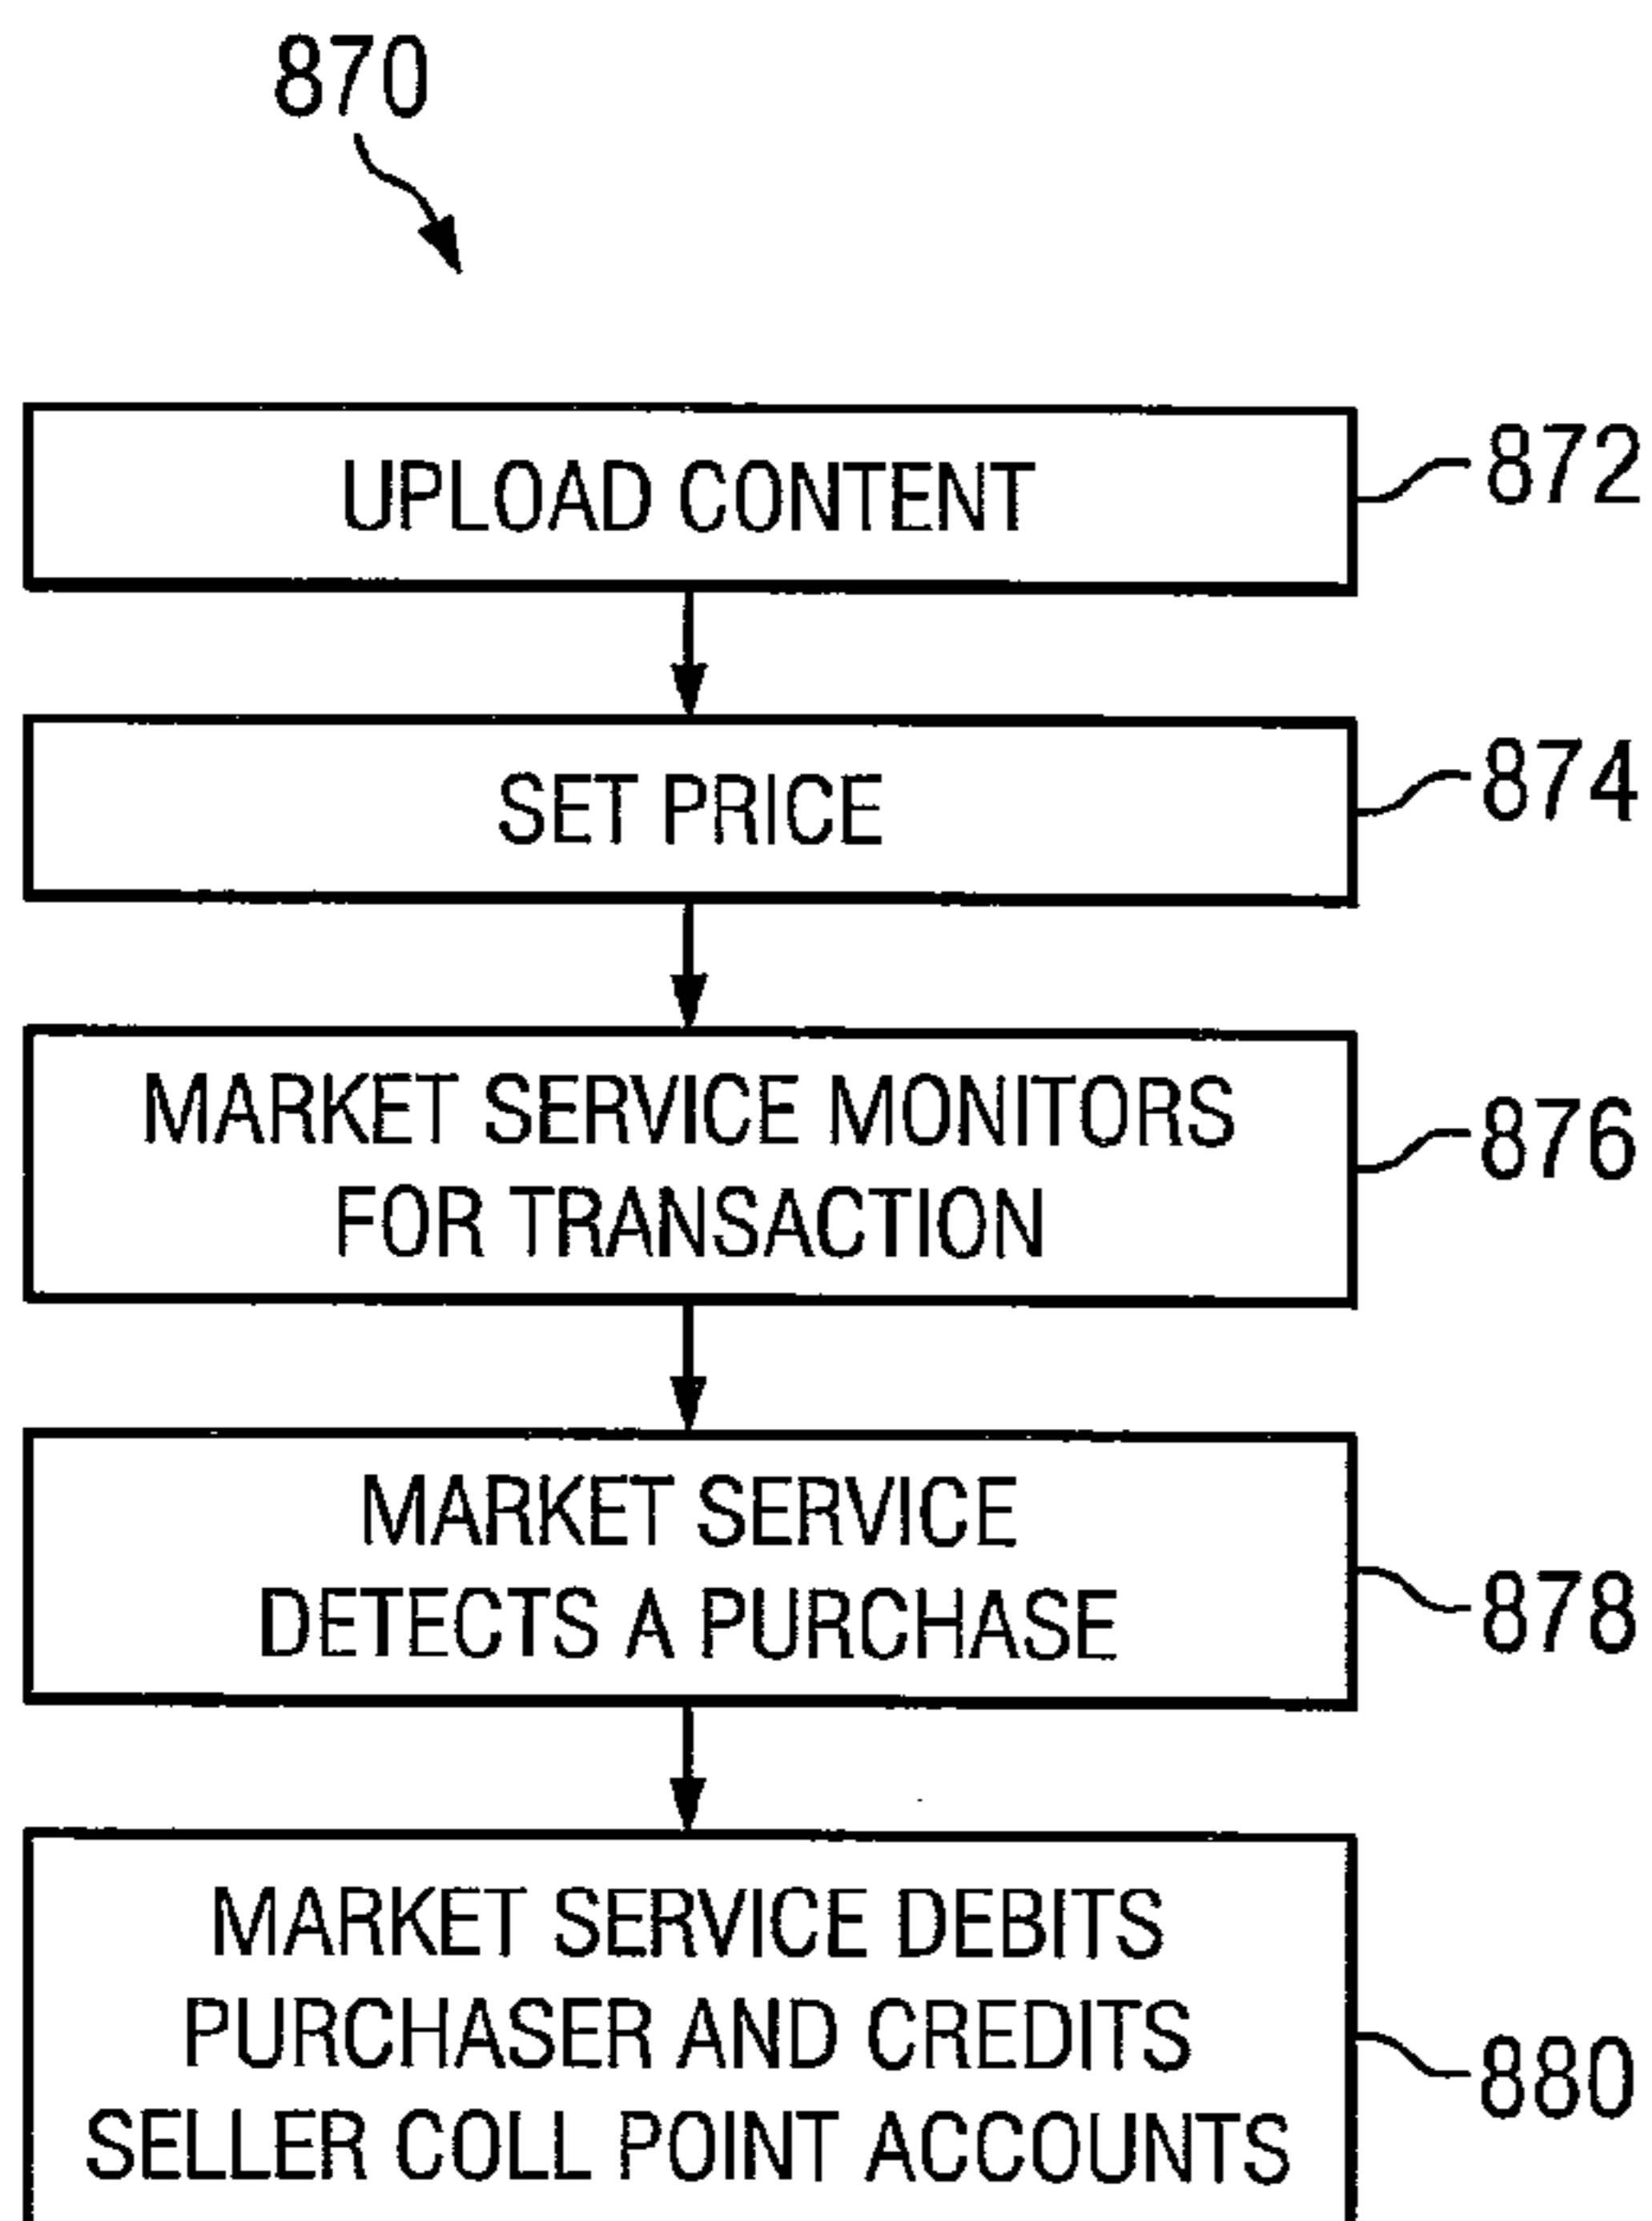 870
UPLOAD CONTENT
872
SET PRICE
874
MARKET SERVICE MONITORS
FOR TRANSACTION
876
MARKET SERVICE
DETECTS A PURCHASE
878
MARKET SERVICE DEBITS
PURCHASER AND CREDITS
SELLER COLL POINT ACCOUNTS
880